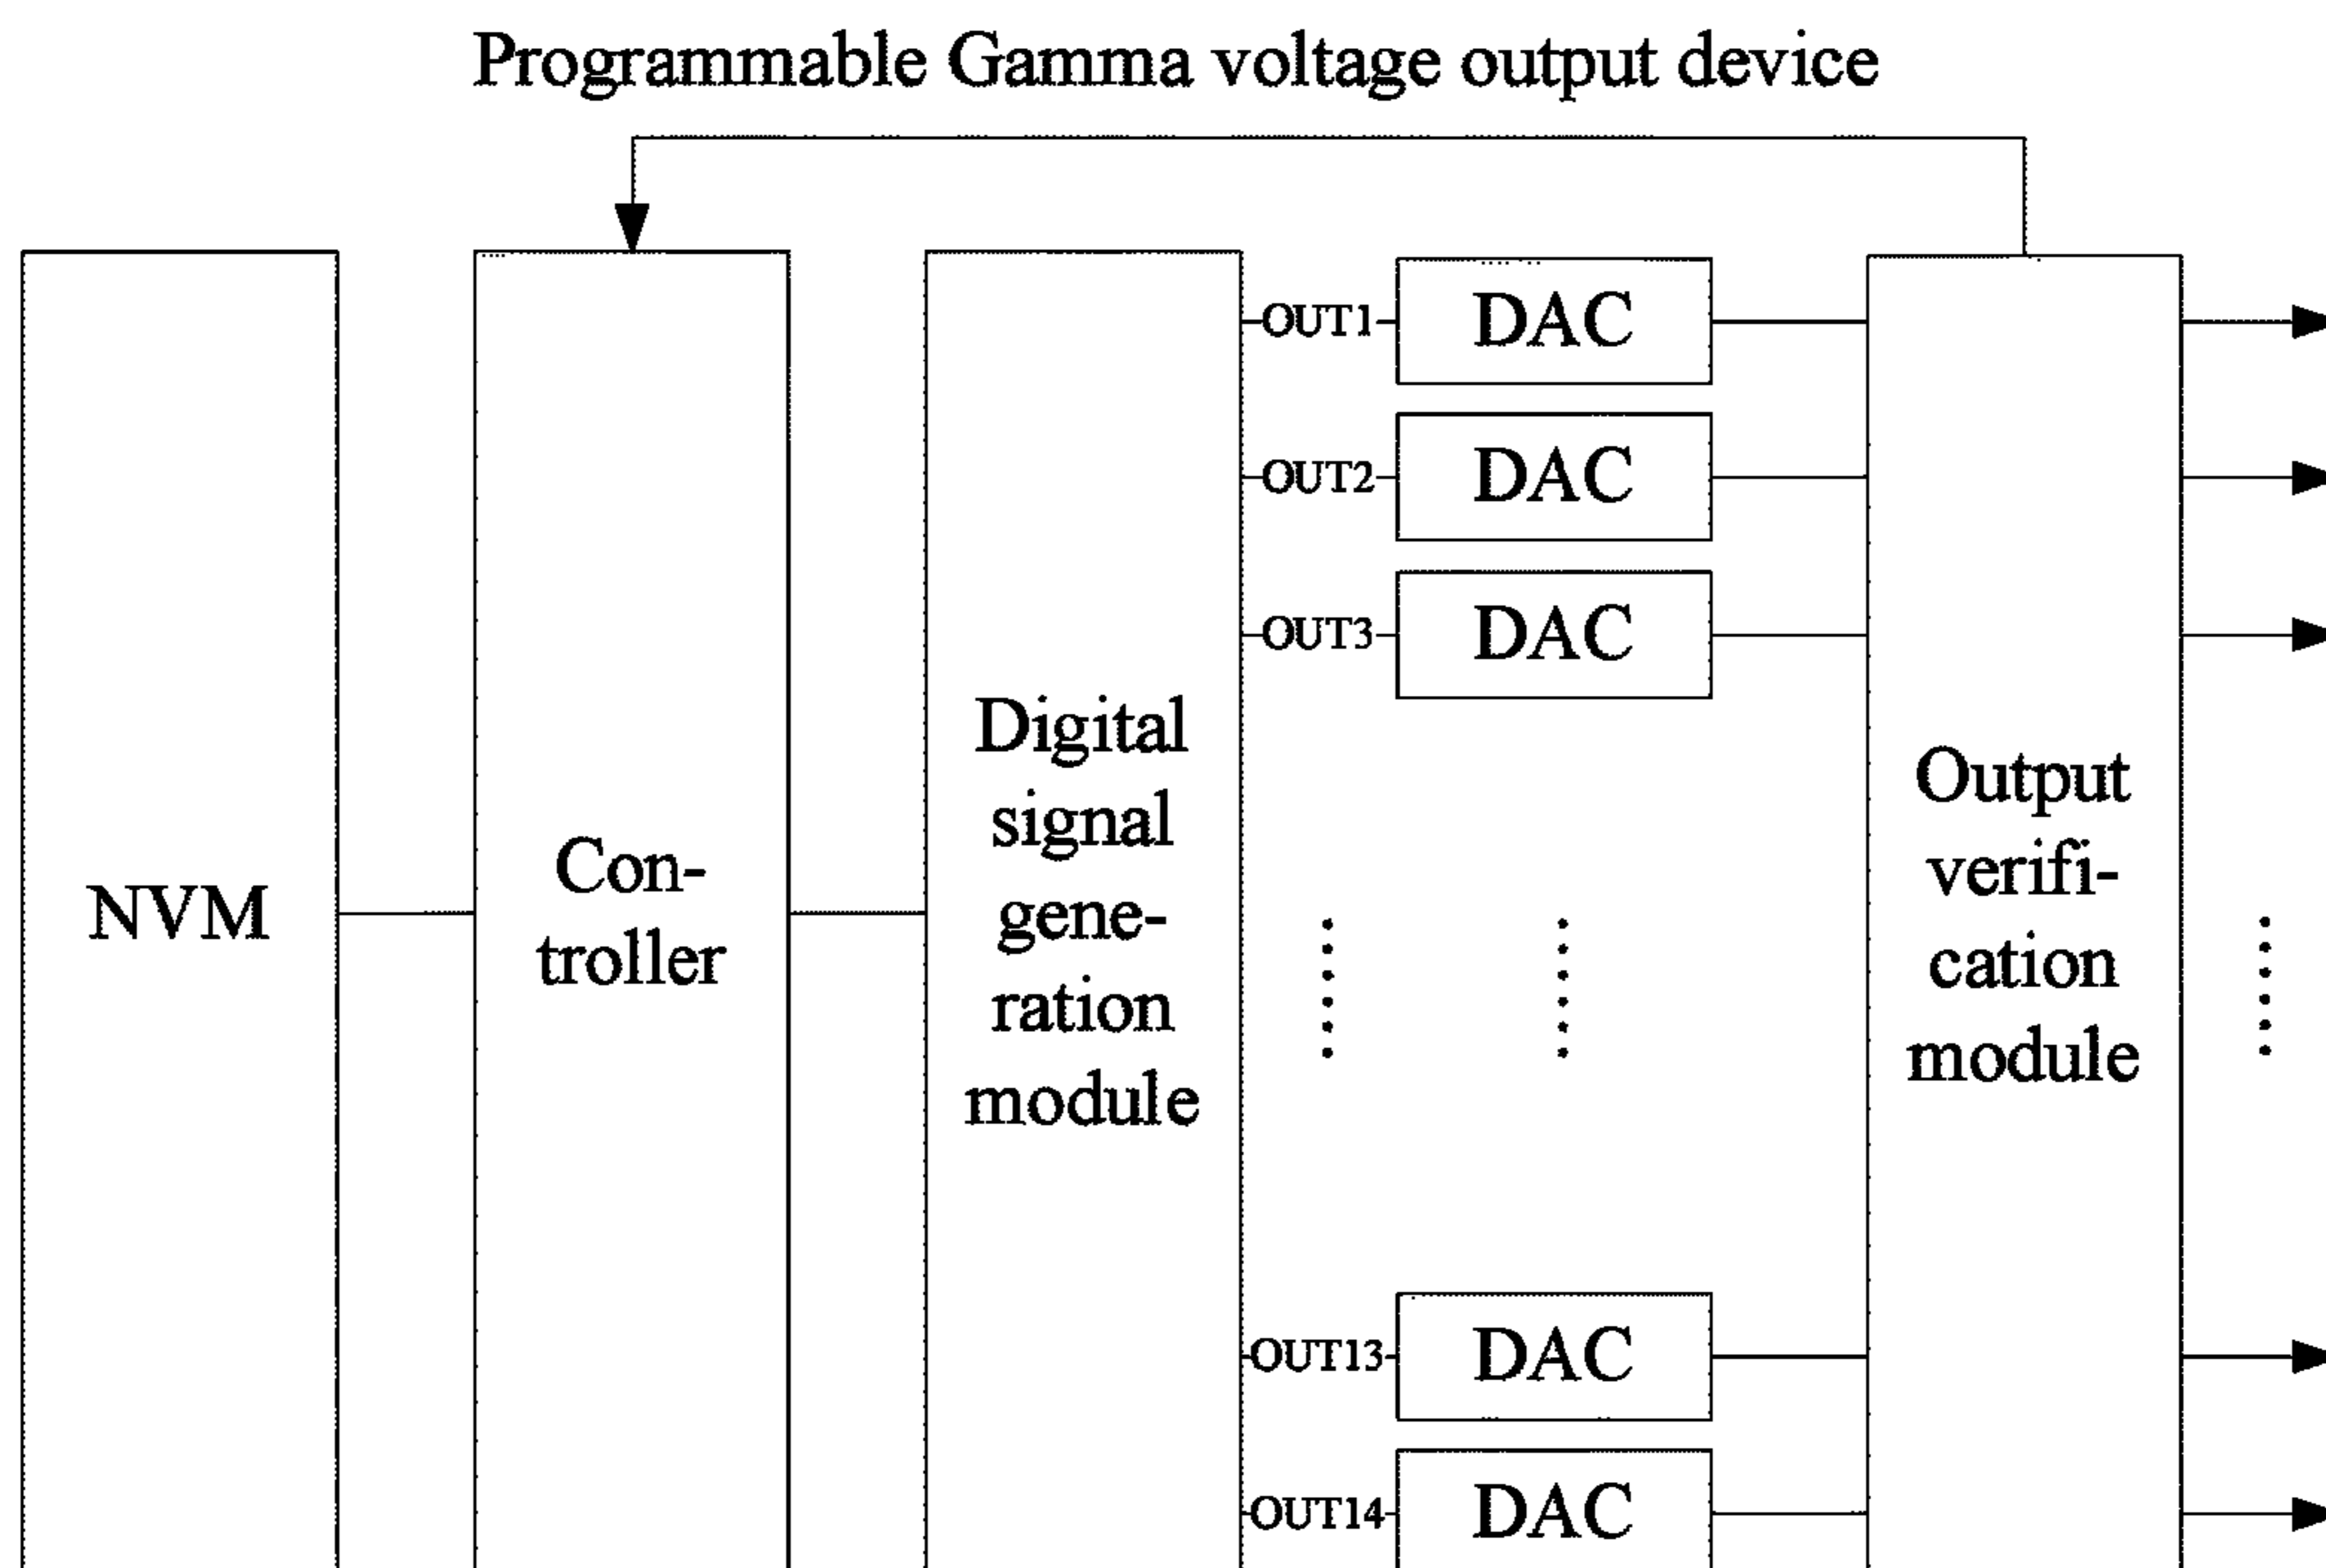 Programmable Gamma voltage output device
NVM
Con-
troller
Digital
signal
gene-
ration
module
OUT1
DAC
OUT2
DAC
OUT3
DAC
OUT13
DAC
OUT14
DAC
Output
verifi-
cation
module